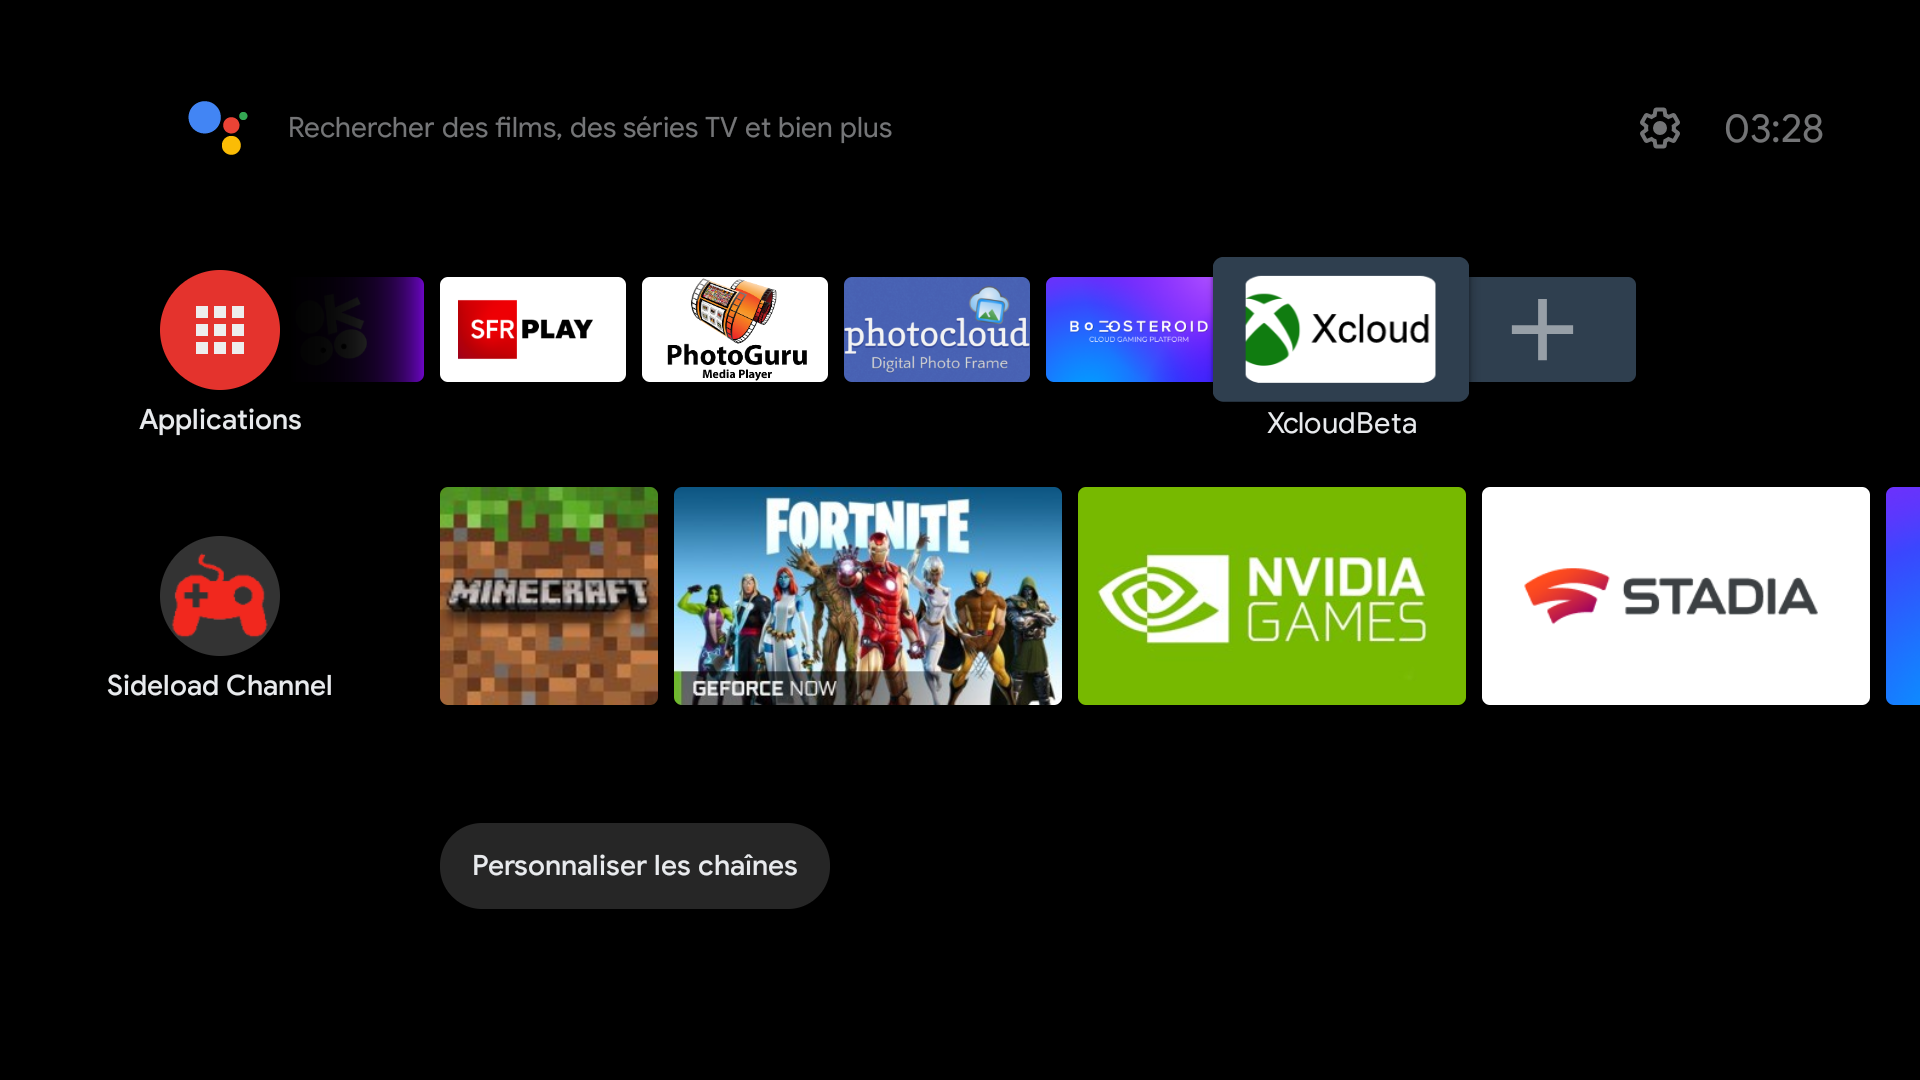 Rechercher des films, des séries TV et bien plus
03:28
SFR PLAY
PhotoGuru
Media Player
photocloud
Digital Photo Frame
BOOSTEROID
CLOUD GAMING PLATFORM
Xcloud
Applications
XcloudBeta
MINECRAFT
FORTNITE
GEFORCE NOW
NVIDIA
GAMES
STADIA
Sideload Channel
Personnaliser les chaînes